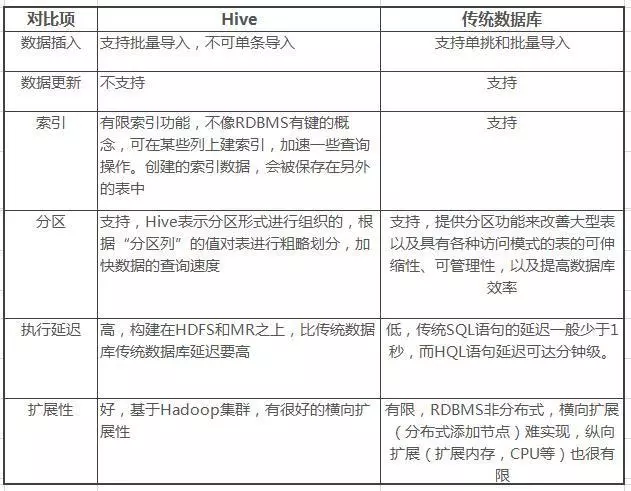 对比项 Hive 传统数据库
数据插入 支持批量导入，不可单条导入 支持单挑和批量导入
数据更新 不支持 支持
索引 有限索引功能，不像RDBMS有键的概 支持
念，可在某些列上建索引，加速一些查询
操作。创建的索引数据，会被保存在另外
的表中
分区 支持，Hive表示分区形式进行组织的，根 支持，提供分区功能来改善大型表
据“分区列”的值对表进行粗略划分，加 以及具有各种访问模式的表的可伸
快数据的查询速度 缩性、可管理性，以及提高数据库
效率
执行延迟 高，构建在HDFS和MR之上，比传统数据 低，传统SQL语句的延迟一般少于1
库传统数据库延迟要高 秒，而HQL语句延迟可达分钟级。
扩展性 好，基于Hadoop集群，有很好的横向扩 有限，RDBMS非分布式，横向扩展
展性 （分布式添加节点）难实现，纵向
扩展（扩展内存，CPU等）也很有
限